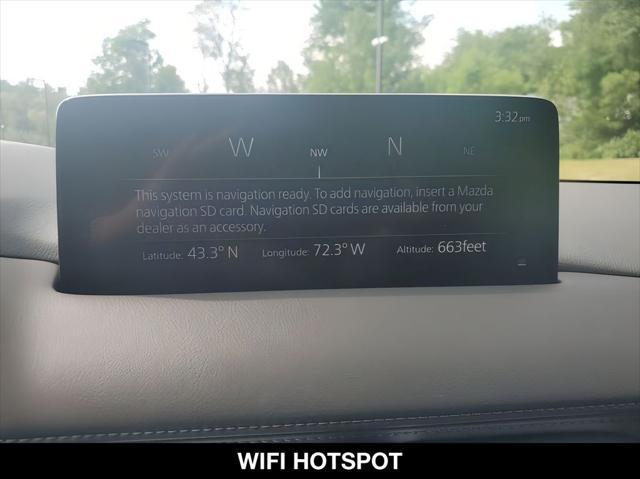 3:32 pm
SW W NW N NE
This system is navigation ready. To add navigation, insert a Mazda
navigation SD card. Navigation SD cards are available from your
dealer as an accessory.
Latitude: 43.3° N Longitude: 72.3° W Altitude: 663feet
WIFI HOTSPOT